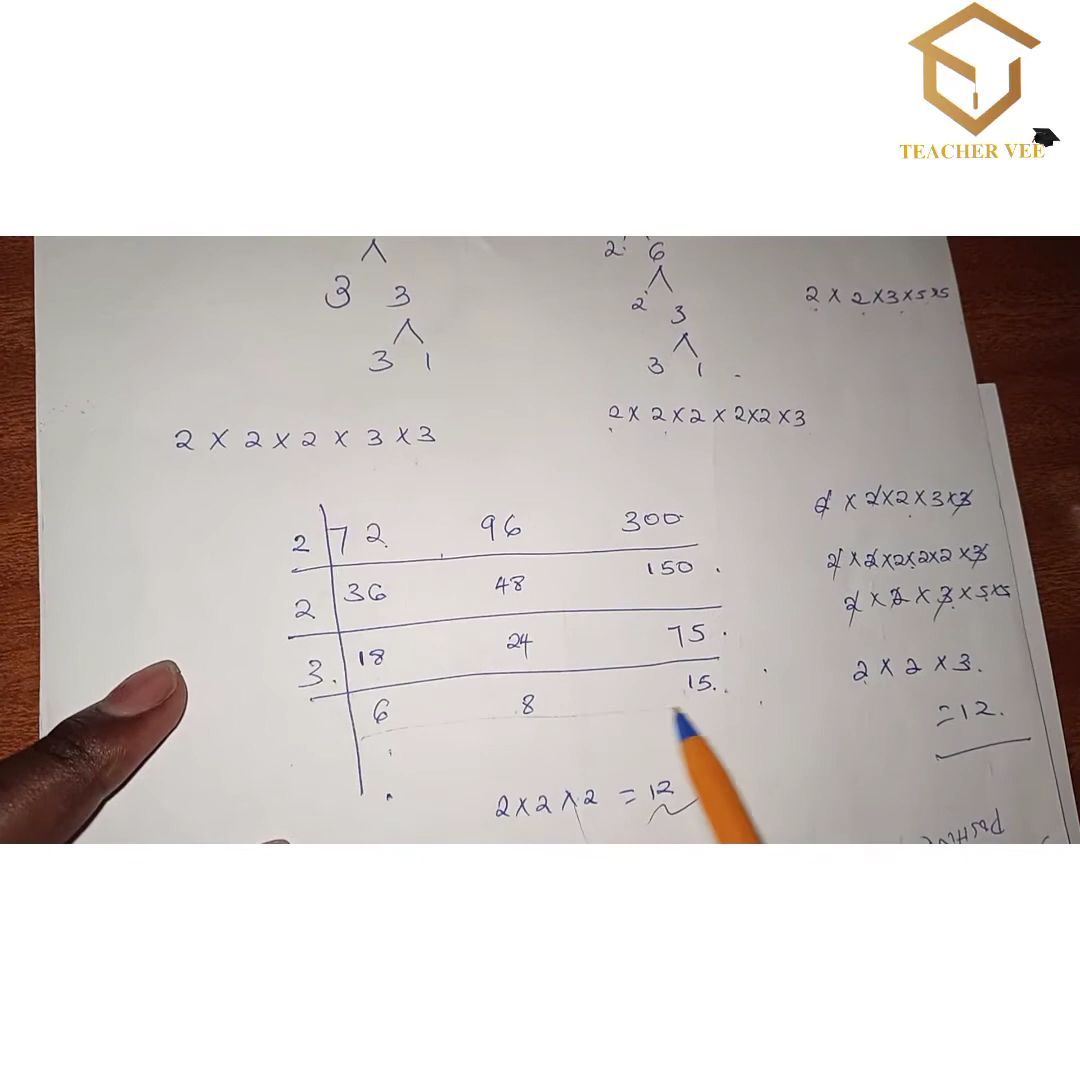 TEACHER VEE
2 6
3 3
2 3
3 1
3 1
2 X 2 X 3 X 5 X 5
2 X 2 X 2 X 3 X 3
2 X 2 X 2 X 2 X 2 X 3
2 72 96 300
2 36 48 150
3. 18 24 75
6 8 15
2 X 2 X 2 = 12
2 X 2 X 2 X 3 X 3
2 X 2 X 2 X 2 X 2 X 3
2 X 2 X 3 X 5 X 5
2 X 2 X 3.
= 12.